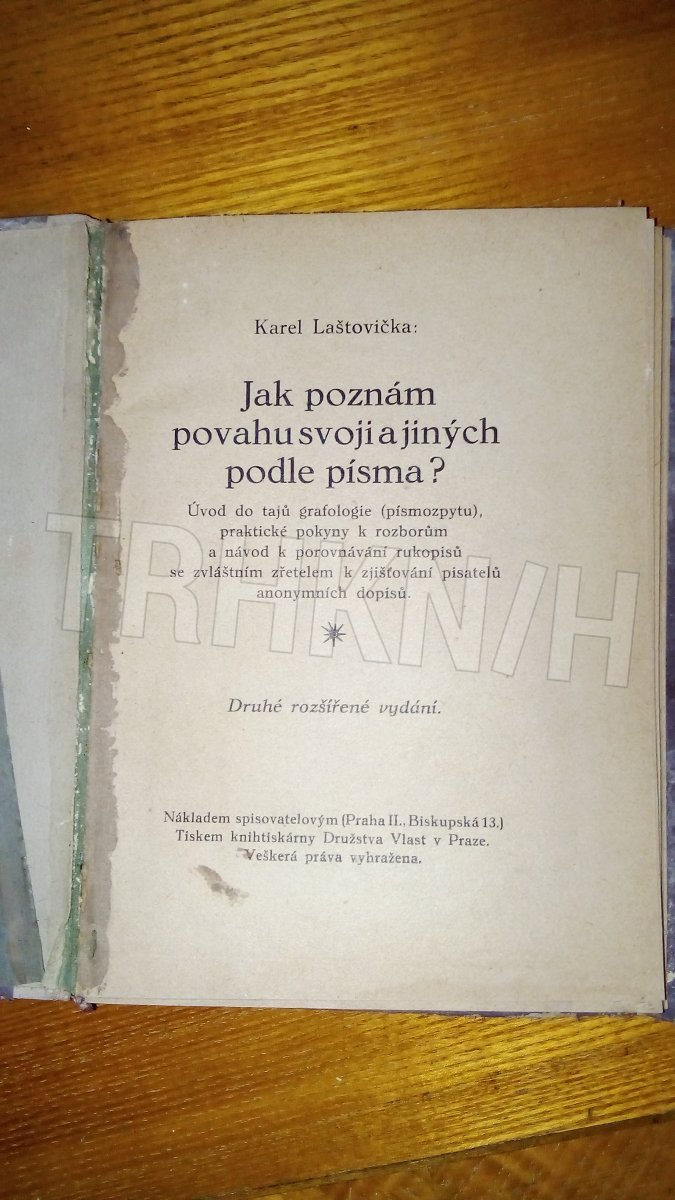 Karel Laštovička:
Jak poznám
povahu svoji a jiných
podle písma?
Úvod do tajů grafologie (písmozpytu),
praktické pokyny k rozborům
a návod k porovnávání rukopisů
se zvláštním zřetelem k zjišťování pisatelů
anonymních dopisů.
TRHKNIH
Druhé rozšířené vydání.
Nákladem spisovatelovým (Praha II., Biskupská 13.)
Tiskem knihtiskárny Družstva Vlast v Praze.
Veškerá práva vyhražena.